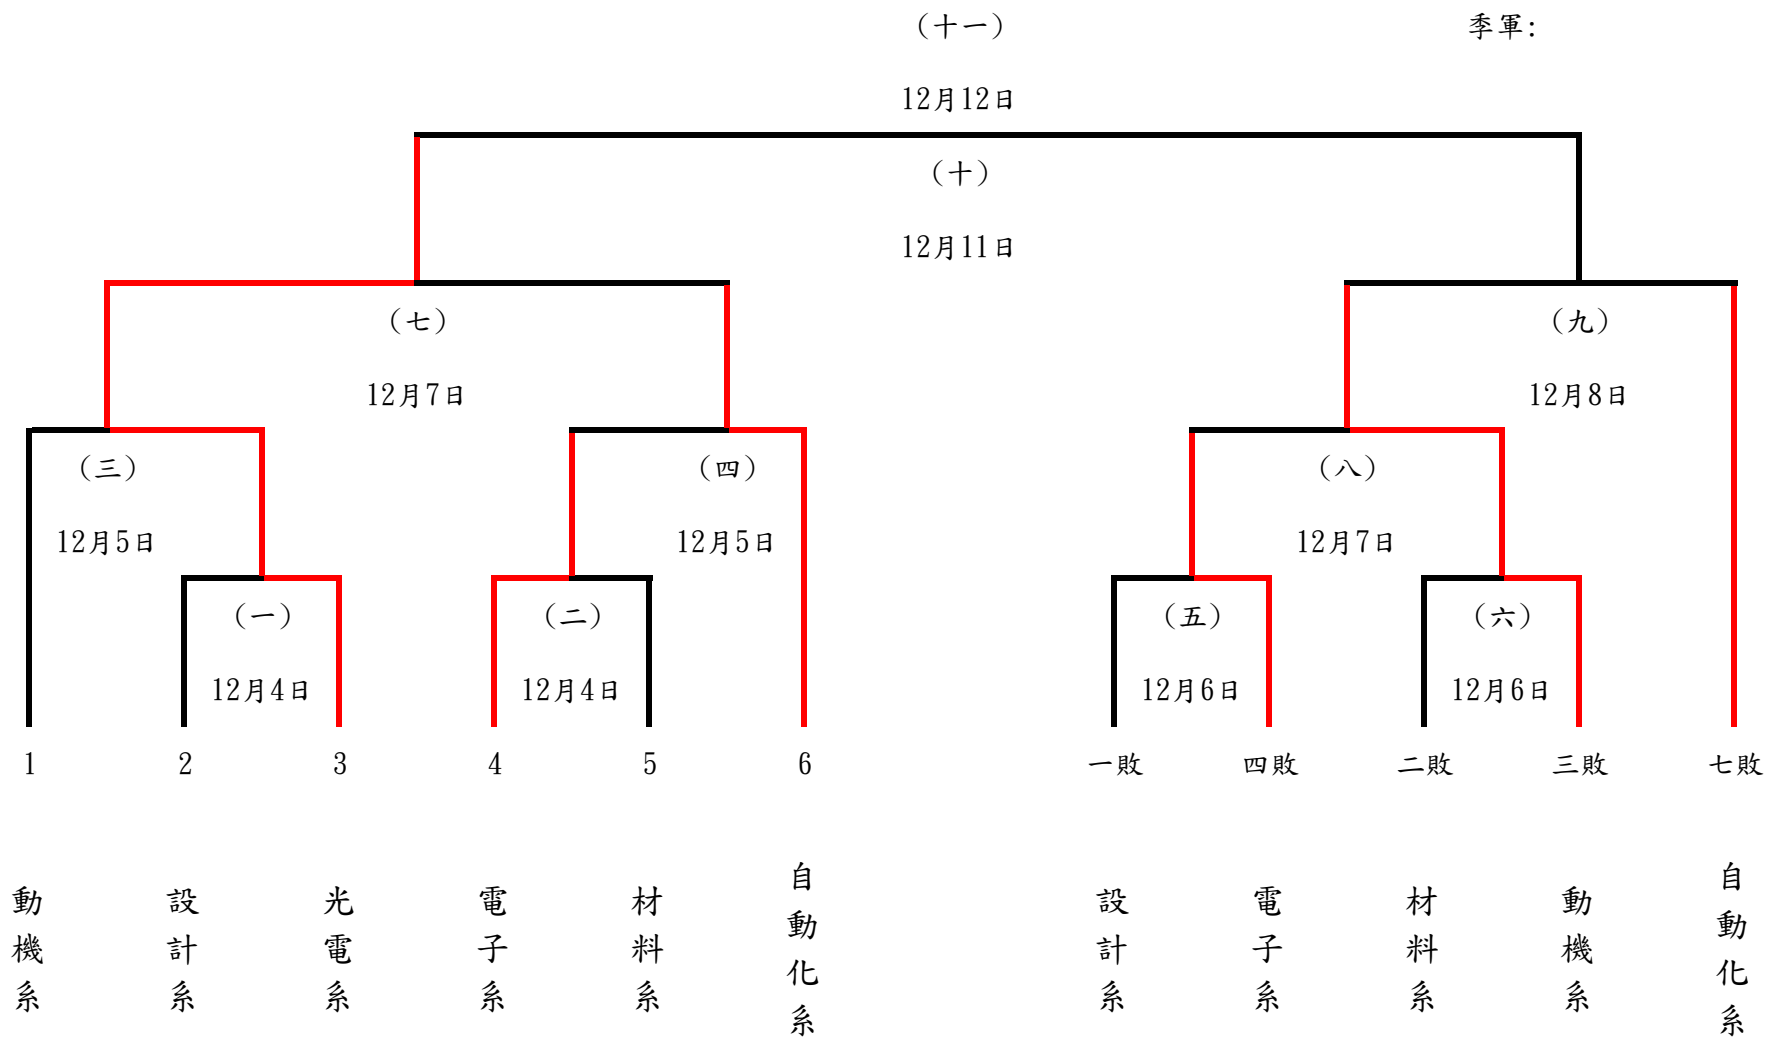 （十一）
季軍:
12月12日
（十）
12月11日
（七）
（九）
12月7日
12月8日
（三）
（四）
（八）
12月5日
12月5日
12月7日
（一）
（二）
（五）
（六）
12月4日
12月4日
12月6日
12月6日
1
2
3
4
5
6
一敗
四敗
二敗
三敗
七敗
動機系
設計系
光電系
電子系
材料系
自動化系
設計系
電子系
材料系
動機系
自動化系